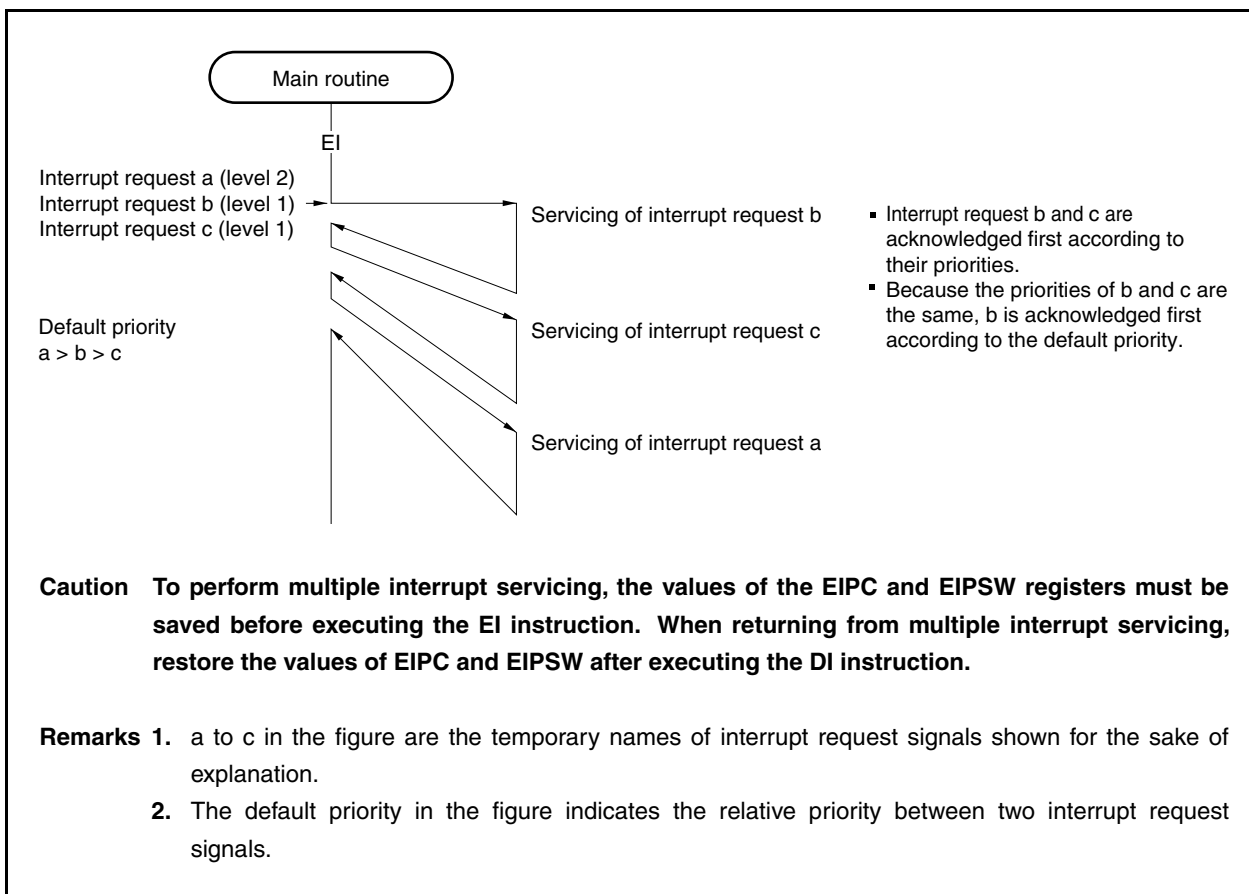 Main routine
EI
Interrupt request a (level 2)
Interrupt request b (level 1)
Interrupt request c (level 1)
Servicing of interrupt request b
▪ Interrupt request b and c are
acknowledged first according to
their priorities.
▪ Because the priorities of b and c are
the same, b is acknowledged first
according to the default priority.
Default priority
a > b > c
Servicing of interrupt request c
Servicing of interrupt request a
Caution To perform multiple interrupt servicing, the values of the EIPC and EIPSW registers must be
saved before executing the EI instruction. When returning from multiple interrupt servicing,
restore the values of EIPC and EIPSW after executing the DI instruction.
Remarks 1. a to c in the figure are the temporary names of interrupt request signals shown for the sake of
explanation.
2. The default priority in the figure indicates the relative priority between two interrupt request
signals.